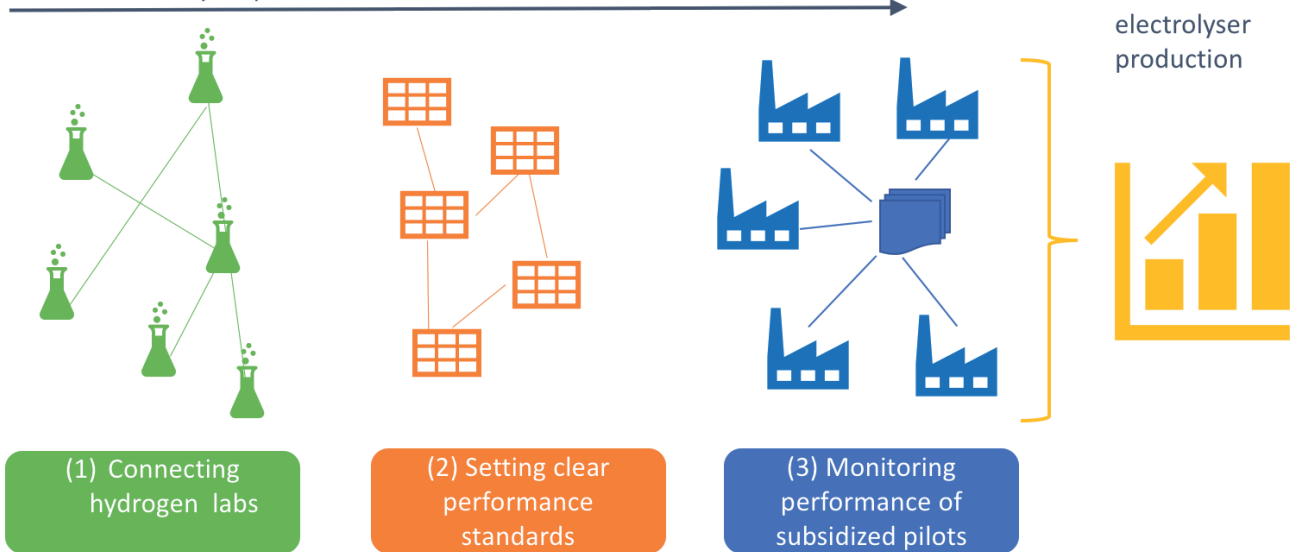 electrolyser
production
(1) Connecting
hydrogen labs
(2) Setting clear
performance
standards
(3) Monitoring
performance of
subsidized pilots